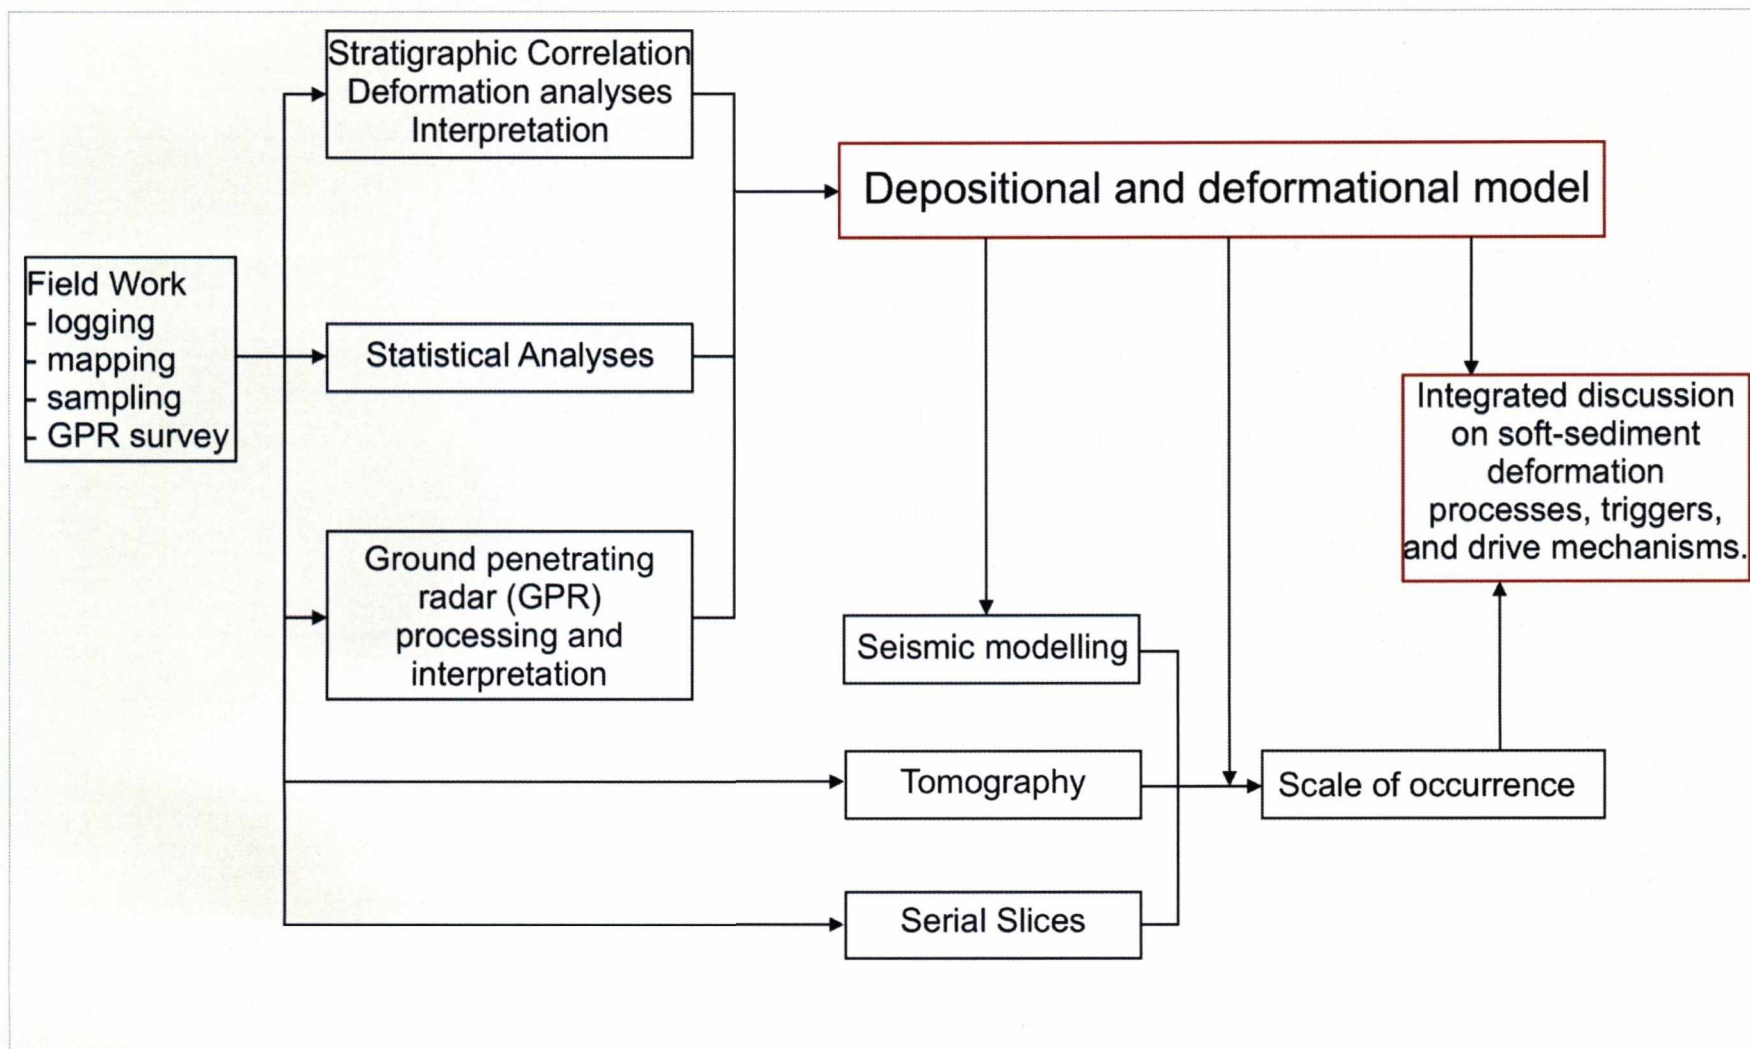 Stratigraphic Correlation
Deformation analyses
Interpretation
Depositional and deformational model
Field Work
- logging
- mapping
- sampling
- GPR survey
Statistical Analyses
Integrated discussion
on soft-sediment
deformation
processes, triggers,
and drive mechanisms.
Ground penetrating
radar (GPR)
processing and
interpretation
Seismic modelling
Tomography
Scale of occurrence
Serial Slices